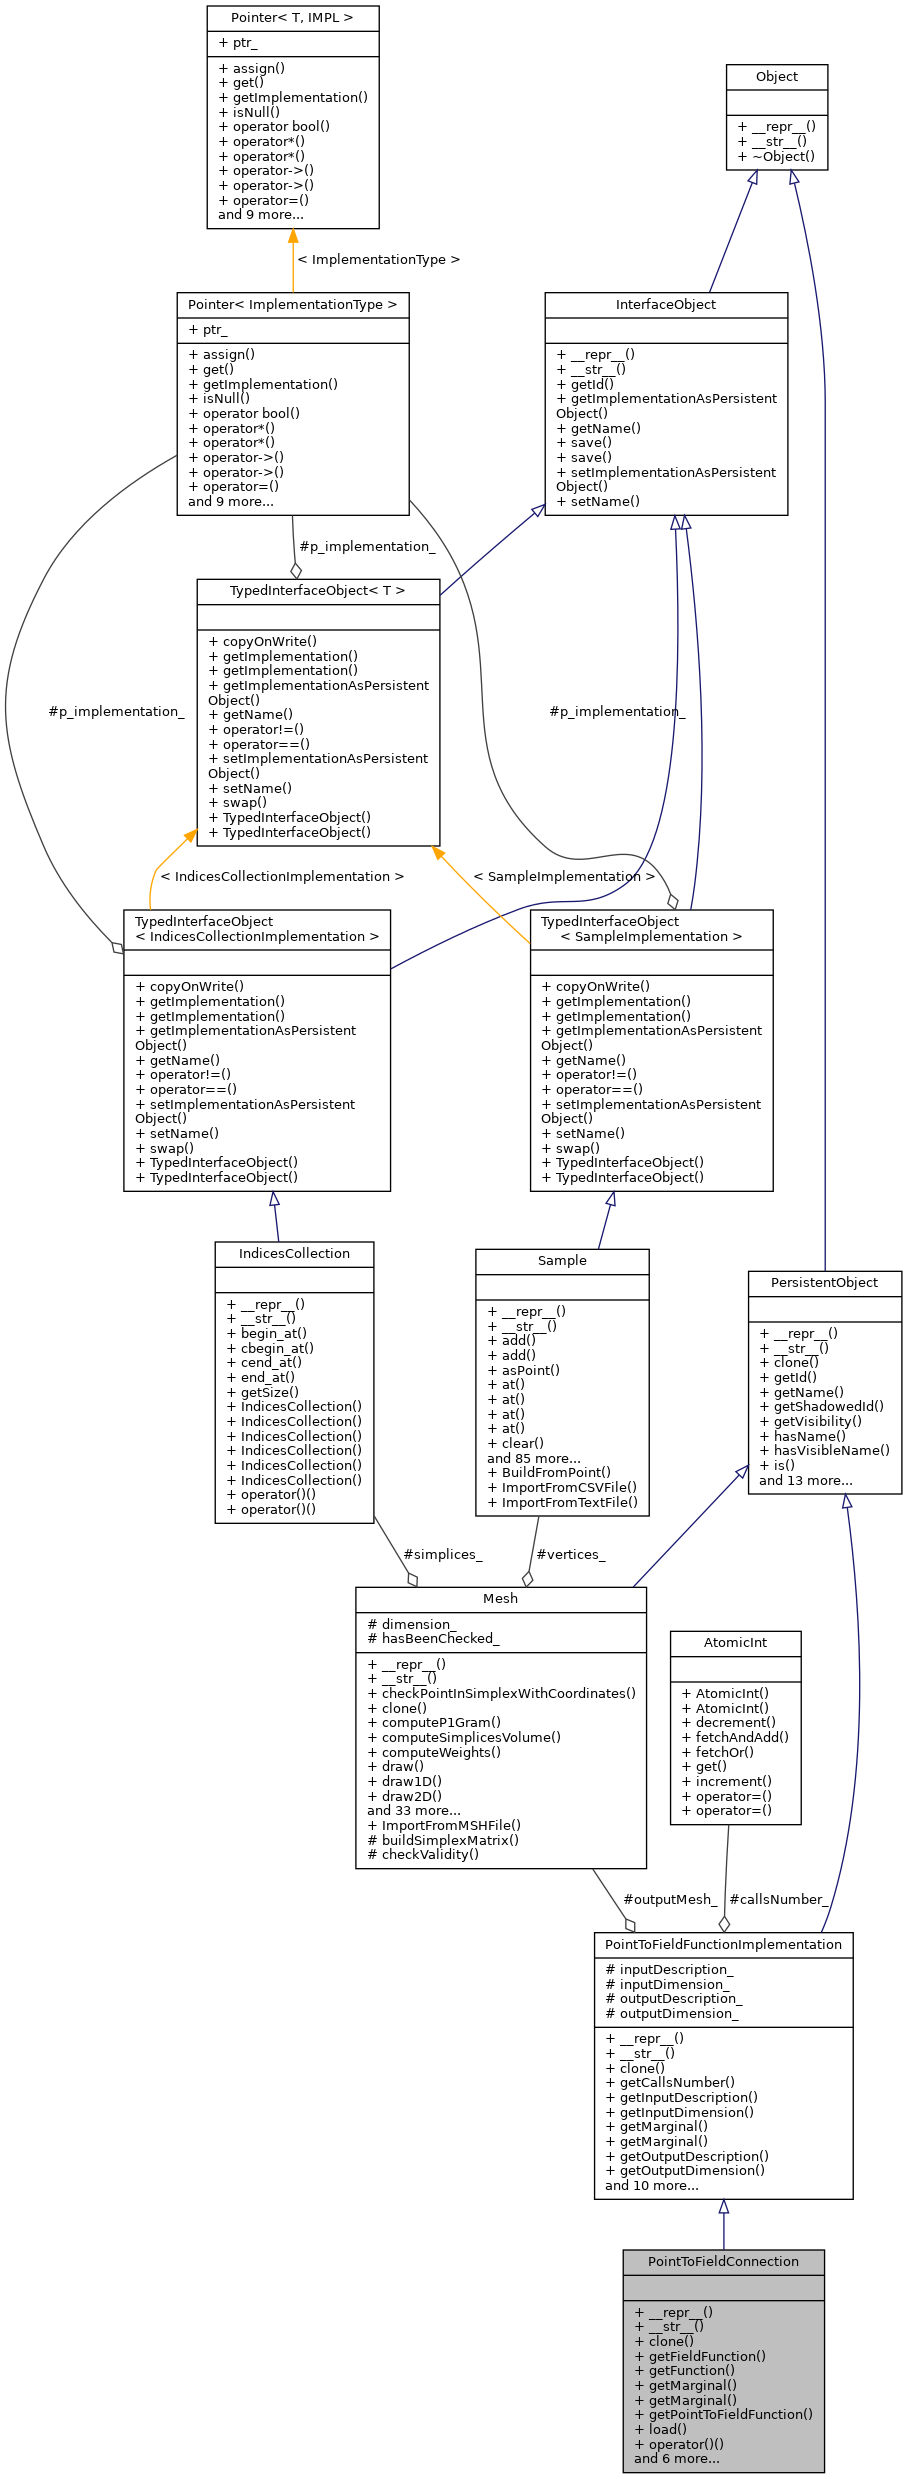 Pointer< T, IMPL >
+ ptr_
+ assign()
+ get()
+ getImplementation()
+ isNull()
+ operator bool()
+ operator*()
+ operator*()
+ operator->()
+ operator->()
+ operator=()
and 9 more...
Object
+ __repr__()
+ __str__()
+ ~Object()
< ImplementationType >
Pointer< ImplementationType >
+ ptr_
+ assign()
+ get()
+ getImplementation()
+ isNull()
+ operator bool()
+ operator*()
+ operator*()
+ operator->()
+ operator->()
+ operator=()
and 9 more...
InterfaceObject
+ __repr__()
+ __str__()
+ getId()
+ getImplementationAsPersistent
Object()
+ getName()
+ save()
+ save()
+ setImplementationAsPersistent
Object()
+ setName()
#p_implementation_
TypedInterfaceObject< T >
+ copyOnWrite()
+ getImplementation()
+ getImplementation()
+ getImplementationAsPersistent
Object()
+ getName()
+ operator!=()
+ operator==()
+ setImplementationAsPersistent
Object()
+ setName()
+ swap()
+ TypedInterfaceObject()
+ TypedInterfaceObject()
#p_implementation_
#p_implementation_
< IndicesCollectionImplementation >
< SampleImplementation >
TypedInterfaceObject
< IndicesCollectionImplementation >
+ copyOnWrite()
+ getImplementation()
+ getImplementation()
+ getImplementationAsPersistent
Object()
+ getName()
+ operator!=()
+ operator==()
+ setImplementationAsPersistent
Object()
+ setName()
+ swap()
+ TypedInterfaceObject()
+ TypedInterfaceObject()
TypedInterfaceObject
< SampleImplementation >
+ copyOnWrite()
+ getImplementation()
+ getImplementation()
+ getImplementationAsPersistent
Object()
+ getName()
+ operator!=()
+ operator==()
+ setImplementationAsPersistent
Object()
+ setName()
+ swap()
+ TypedInterfaceObject()
+ TypedInterfaceObject()
IndicesCollection
+ __repr__()
+ __str__()
+ begin_at()
+ cbegin_at()
+ cend_at()
+ end_at()
+ getSize()
+ IndicesCollection()
+ IndicesCollection()
+ IndicesCollection()
+ IndicesCollection()
+ IndicesCollection()
+ IndicesCollection()
+ operator()()
+ operator()()
Sample
+ __repr__()
+ __str__()
+ add()
+ add()
+ asPoint()
+ at()
+ at()
+ at()
+ at()
+ clear()
and 85 more...
+ BuildFromPoint()
+ ImportFromCSVFile()
+ ImportFromTextFile()
PersistentObject
+ __repr__()
+ __str__()
+ clone()
+ getId()
+ getName()
+ getShadowedId()
+ getVisibility()
+ hasName()
+ hasVisibleName()
+ is()
and 13 more...
#simplices_
#vertices_
Mesh
# dimension_
# hasBeenChecked_
+ __repr__()
+ __str__()
+ checkPointInSimplexWithCoordinates()
+ clone()
+ computeP1Gram()
+ computeSimplicesVolume()
+ computeWeights()
+ draw()
+ draw1D()
+ draw2D()
and 33 more...
+ ImportFromMSHFile()
# buildSimplexMatrix()
# checkValidity()
AtomicInt
+ AtomicInt()
+ AtomicInt()
+ decrement()
+ fetchAndAdd()
+ fetchOr()
+ get()
+ increment()
+ operator=()
+ operator=()
#outputMesh_
#callsNumber_
PointToFieldFunctionImplementation
# inputDescription_
# inputDimension_
# outputDescription_
# outputDimension_
+ __repr__()
+ __str__()
+ clone()
+ getCallsNumber()
+ getInputDescription()
+ getInputDimension()
+ getMarginal()
+ getMarginal()
+ getOutputDescription()
+ getOutputDimension()
and 10 more...
PointToFieldConnection
+ __repr__()
+ __str__()
+ clone()
+ getFieldFunction()
+ getFunction()
+ getMarginal()
+ getMarginal()
+ getPointToFieldFunction()
+ load()
+ operator()()
and 6 more...